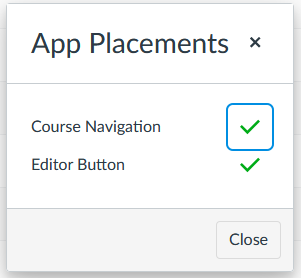 App Placements ×
Course Navigation
Editor Button
Close